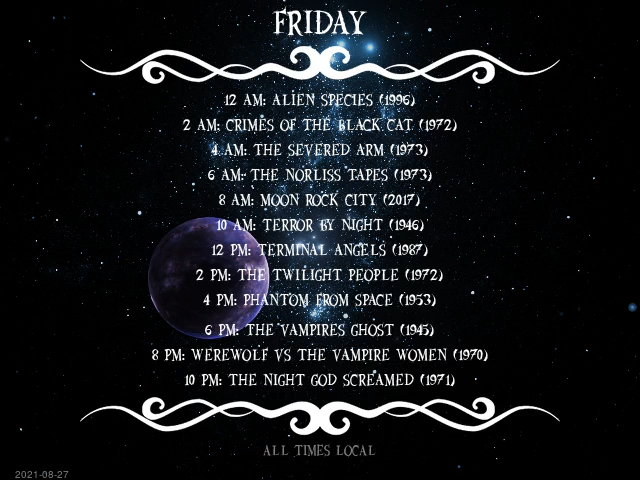 FRIDAY
12 AM: ALIEN SPECIES (1996)
2 AM: CRIMES OF THE BLACK CAT (1972)
4 AM: THE SEVERED ARM (1973)
6 AM: THE NORLISS TAPES (1973)
8 AM: MOON ROCK CITY (2017)
10 AM: TERROR BY NIGHT (1946)
12 PM: TERMINAL ANGELS (1987)
2 PM: THE TWILIGHT PEOPLE (1972)
4 PM: PHANTOM FROM SPACE (1953)
6 PM: THE VAMPIRES GHOST (1945)
8 PM: WEREWOLF VS THE VAMPIRE WOMEN (1970)
10 PM: THE NIGHT GOD SCREAMED (1971)
ALL TIMES LOCAL
2021-08-27